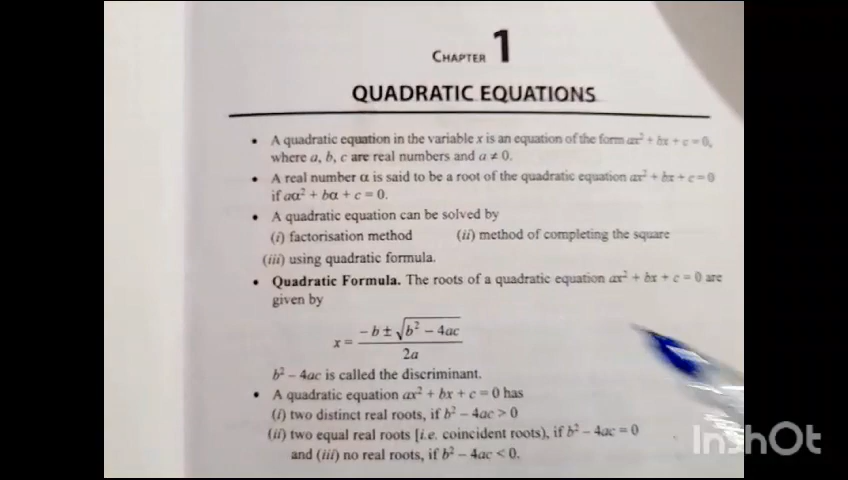 CHAPTER 1
QUADRATIC EQUATIONS
• A quadratic equation in the variable x is an equation of the form ax² + bx + c = 0,
where a, b, c are real numbers and a ≠ 0.
• A real number α is said to be a root of the quadratic equation ax² + bx + c = 0
if aα² + bα + c = 0.
• A quadratic equation can be solved by
(i) factorisation method (ii) method of completing the square
(iii) using quadratic formula.
• Quadratic Formula. The roots of a quadratic equation ax² + bx + c = 0 are
given by
x = (−b ± √(b² − 4ac)) / 2a
b² − 4ac is called the discriminant.
• A quadratic equation ax² + bx + c = 0 has
(i) two distinct real roots, if b² − 4ac > 0
(ii) two equal real roots [i.e. coincident roots), if b² − 4ac = 0
and (iii) no real roots, if b² − 4ac < 0.
InShOt